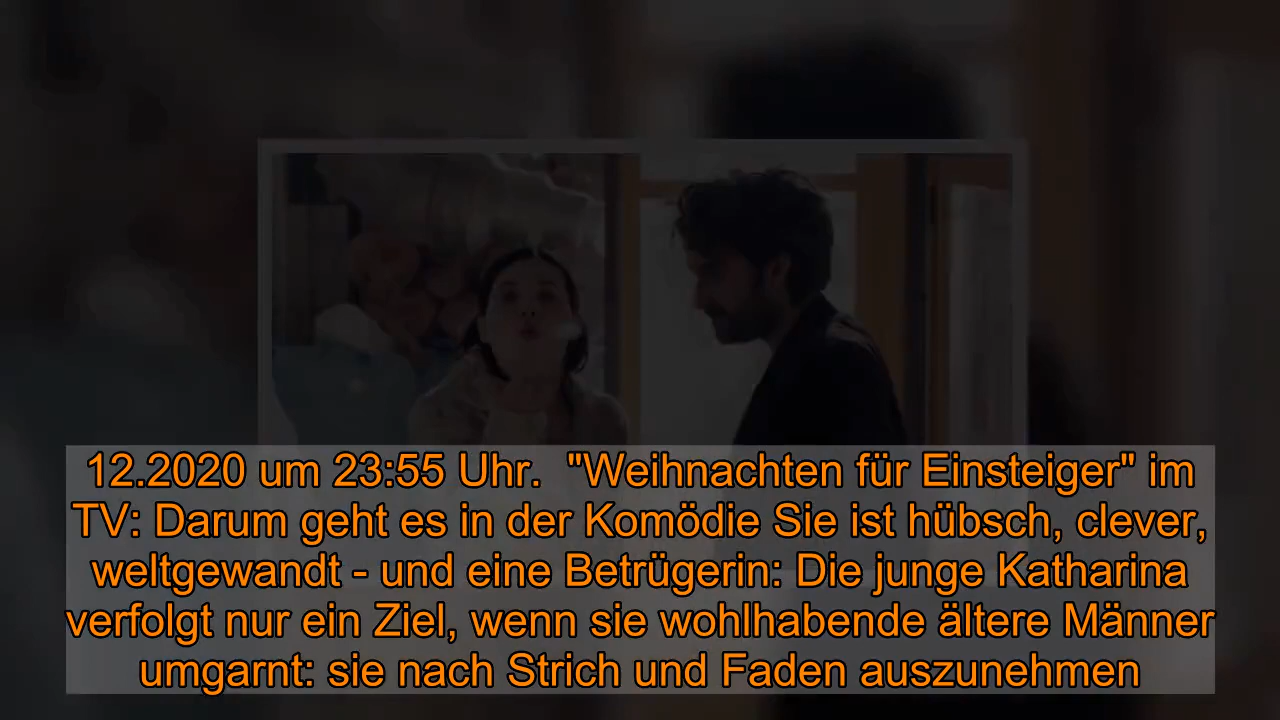 12.2020 um 23:55 Uhr.  "Weihnachten für Einsteiger" im
TV: Darum geht es in der Komödie Sie ist hübsch, clever,
weltgewandt - und eine Betrügerin: Die junge Katharina
verfolgt nur ein Ziel, wenn sie wohlhabende ältere Männer
umgarnt: sie nach Strich und Faden auszunehmen